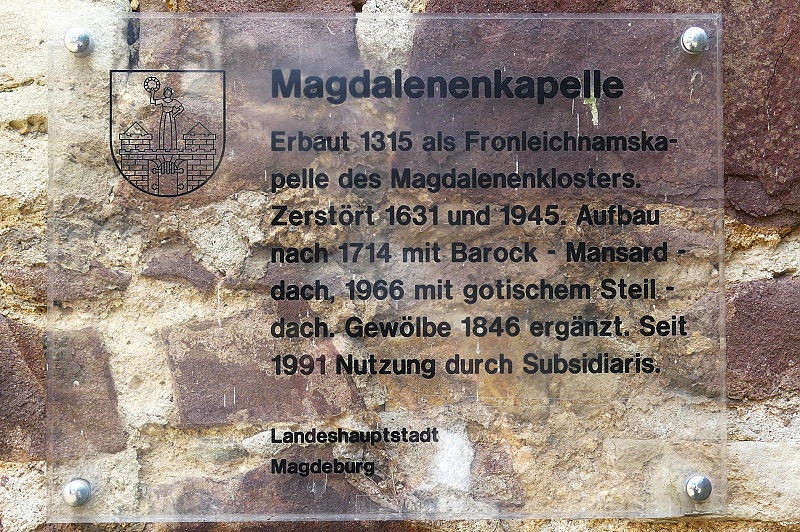 Magdalenenkapelle
Erbaut 1315 als Fronleichnamska-
pelle des Magdalenenklosters.
Zerstört 1631 und 1945. Aufbau
nach 1714 mit Barock - Mansard -
dach, 1966 mit gotischem Steil -
dach. Gewölbe 1846 ergänzt. Seit
1991 Nutzung durch Subsidiaris.
Landeshauptstadt
Magdeburg